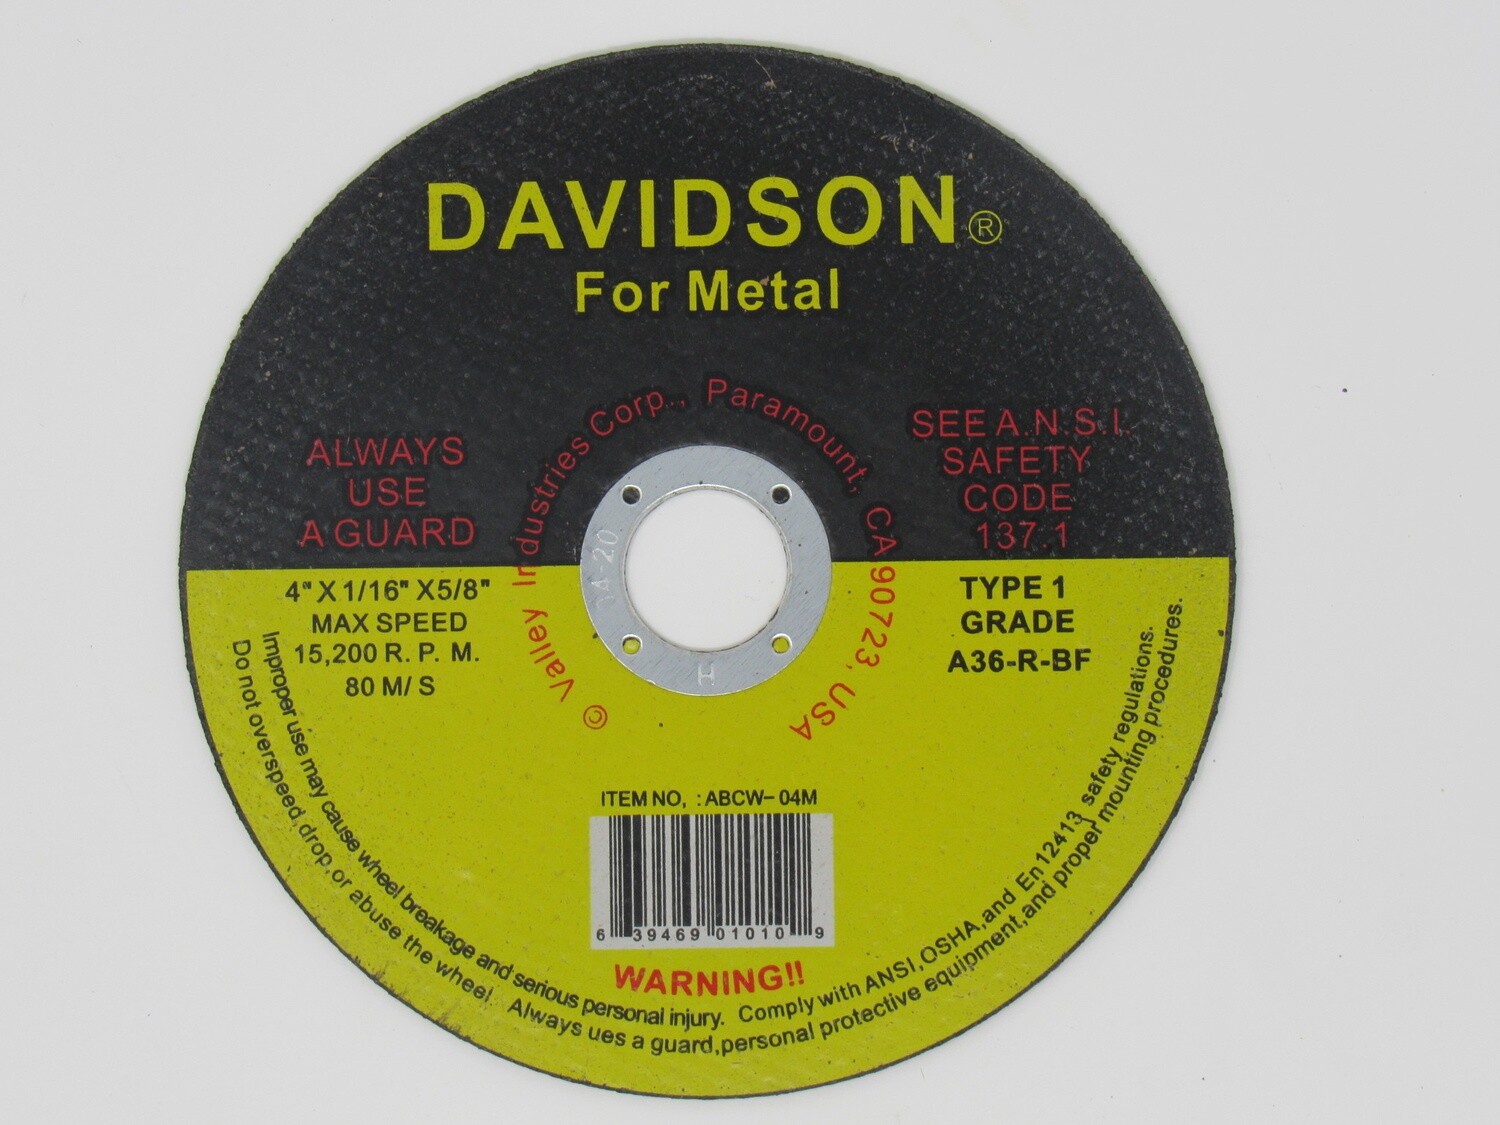 DAVIDSON®
For Metal
© Valley Industries Corp., Paramount, CA90723, USA
ALWAYS
USE
A GUARD
SEE A.N.S.I.
SAFETY
CODE
137.1
04-20
H
4" X 1/16" X5/8"
MAX SPEED
15,200 R. P. M.
80 M/ S
TYPE 1
GRADE
A36-R-BF
ITEM NO, : ABCW- 04M
6 39469 01010 9
WARNING!!
Improper use may cause wheel breakage and serious personal injury. Comply with ANSI,OSHA,and En12413 safety regulations.
Do not overspeed,drop,or abuse the wheel Always ues a guard,personal protective equipment,and proper mounting procedures.